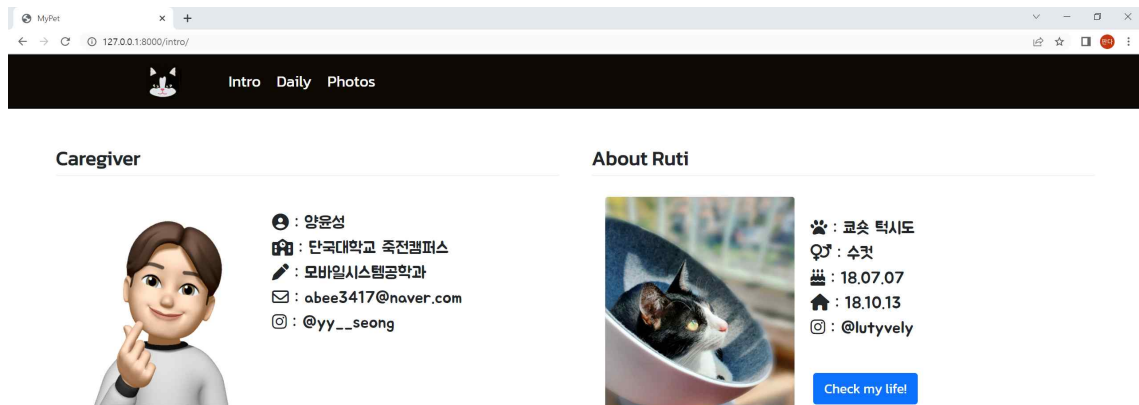 MyPet
127.0.0.1:8000/intro/
Intro Daily Photos
Caregiver
: 양윤성
: 단국대학교 죽전캠퍼스
: 모바일시스템공학과
: abee3417@naver.com
: @yy__seong
About Ruti
: 쿄숏 턱시도
: 수컷
: 18.07.07
: 18.10.13
: @lutyvely
Check my life!